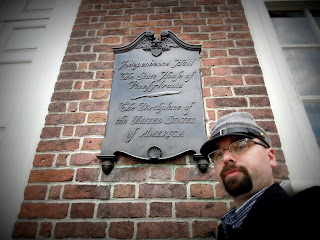 Independence Hall
The State House of
Pennsylvania
The Birthplace of
the United States
of America